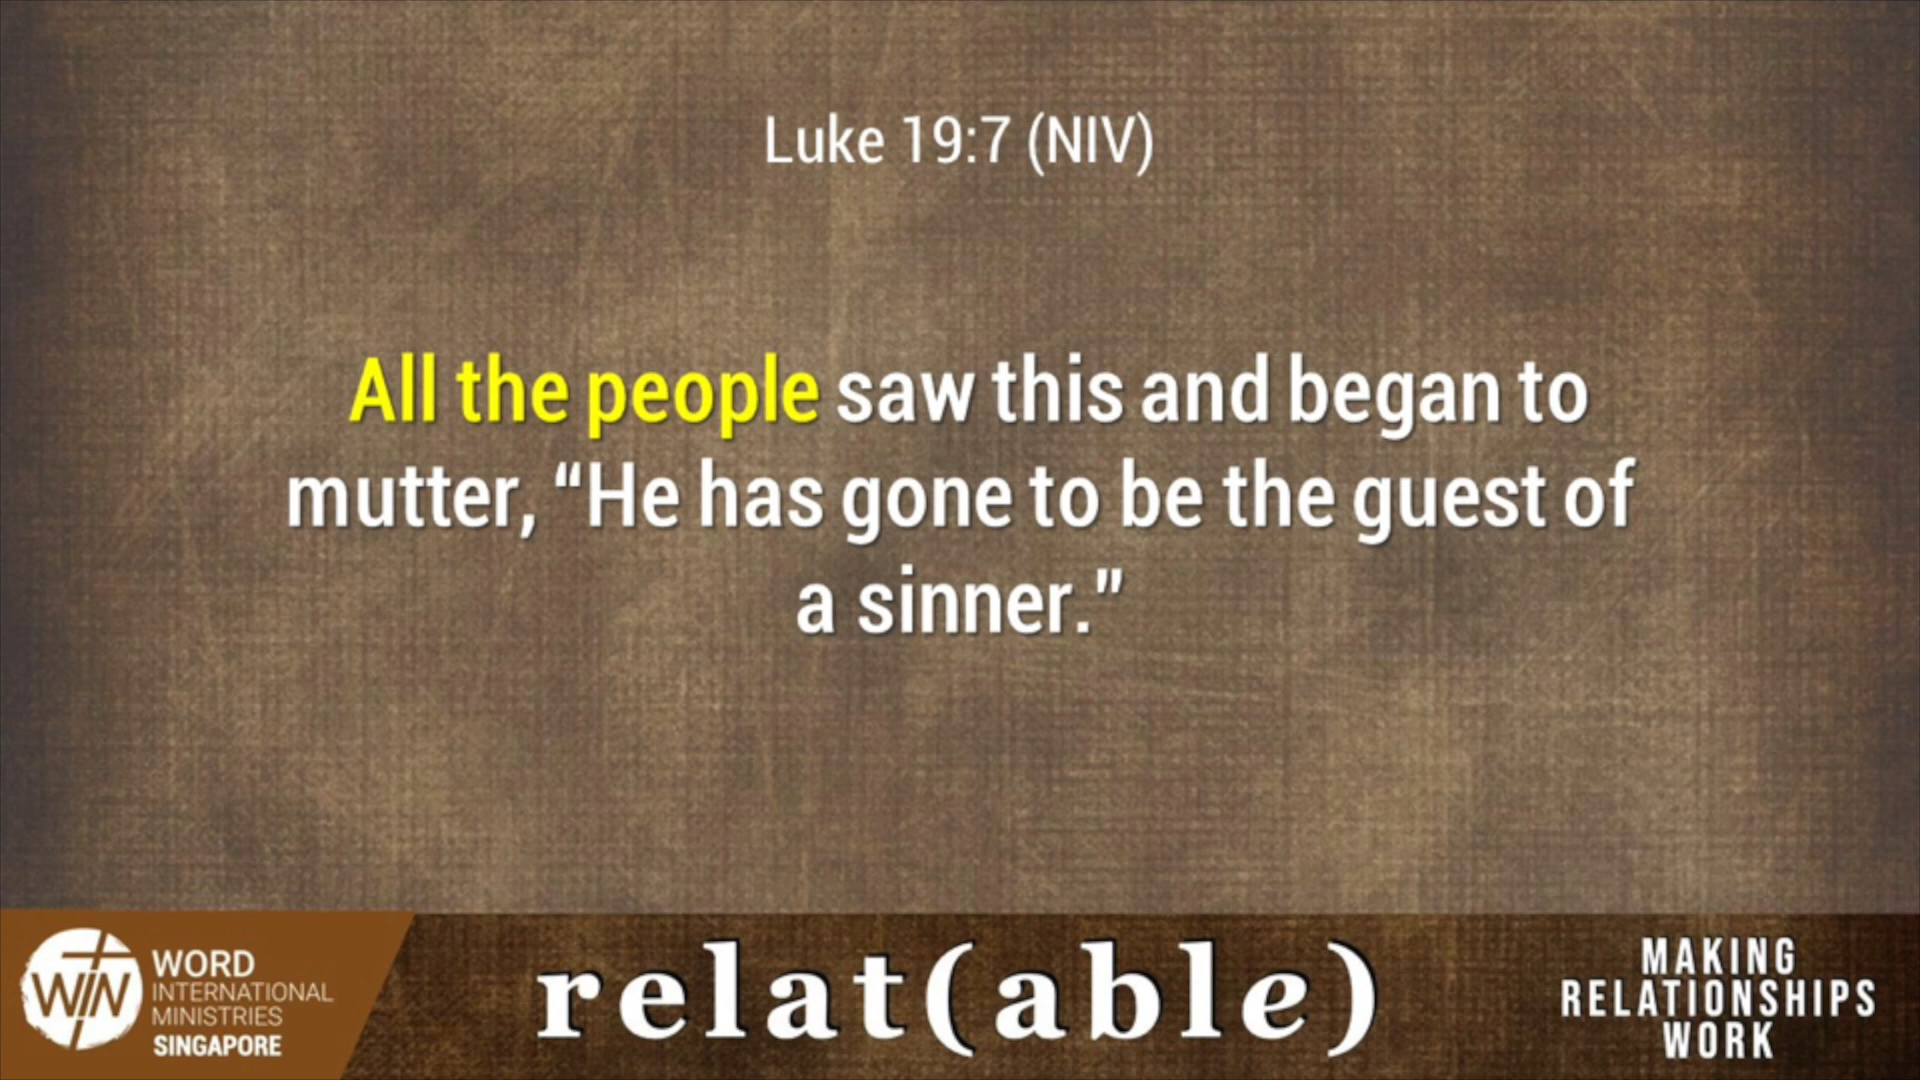 Luke 19:7 (NIV)
All the people saw this and began to
mutter, “He has gone to be the guest of
a sinner.”
WIN
WORD
INTERNATIONAL
MINISTRIES
SINGAPORE
relat(able)
MAKING
RELATIONSHIPS
WORK